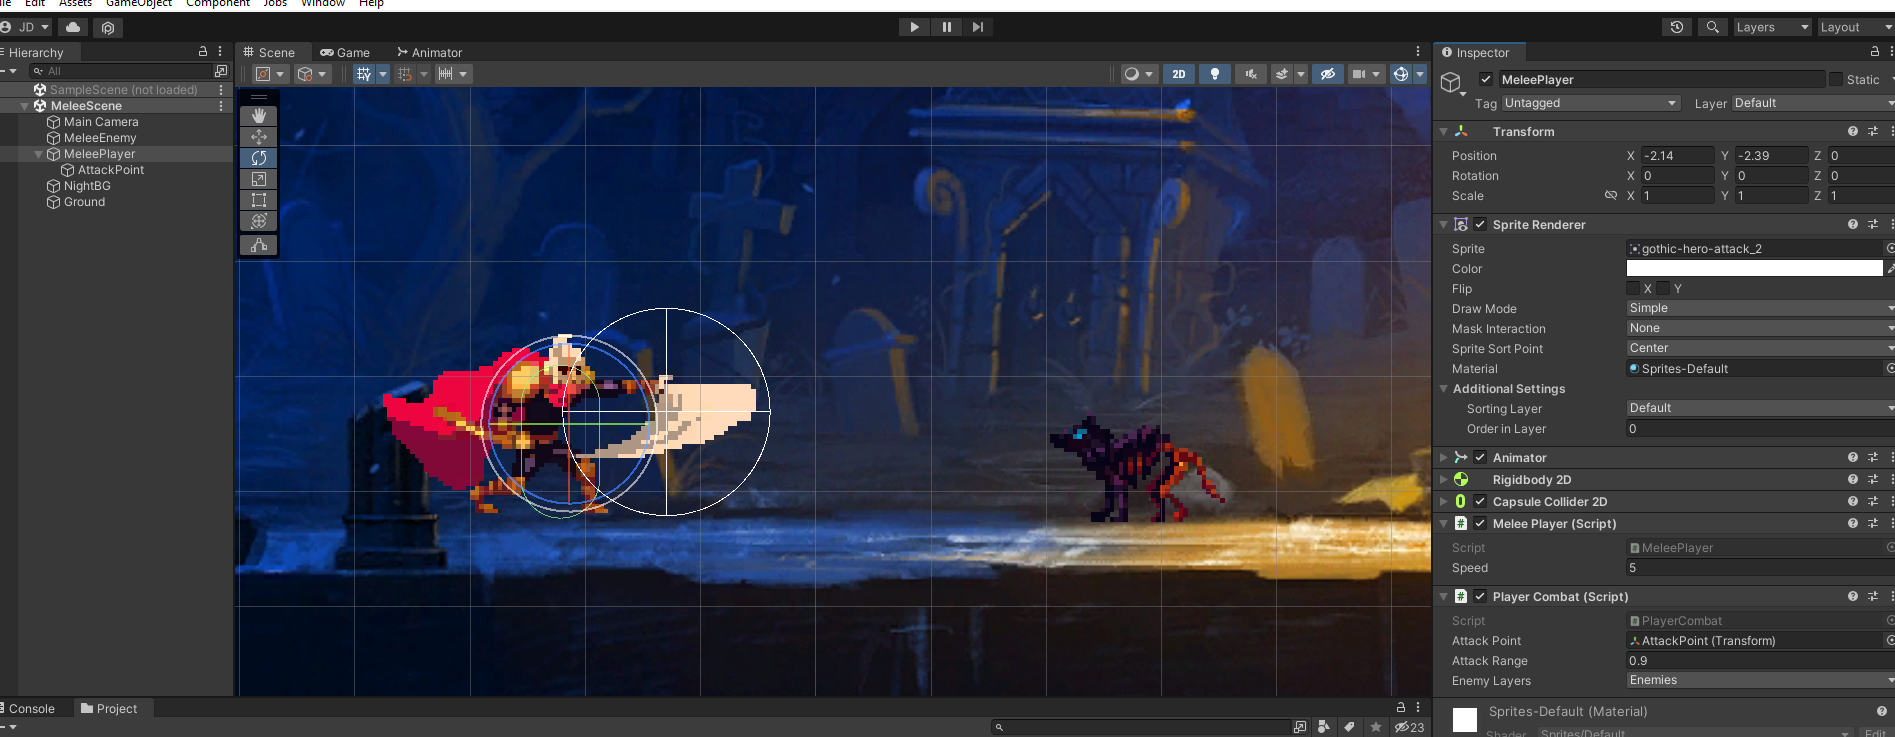 File Edit Assets GameObject Component Jobs Window Help
JD
Layers
Layout
Hierarchy
All
SampleScene (not loaded)
MeleeScene
Main Camera
MeleeEnemy
MeleePlayer
AttackPoint
NightBG
Ground
Scene
Game
Animator
2D
Inspector
MeleePlayer
Static
Tag Untagged
Layer Default
Transform
Position X -2.14 Y -2.39 Z 0
Rotation X 0 Y 0 Z 0
Scale X 1 Y 1 Z 1
Sprite Renderer
Sprite gothic-hero-attack_2
Color
Flip X Y
Draw Mode Simple
Mask Interaction None
Sprite Sort Point Center
Material Sprites-Default
Additional Settings
Sorting Layer Default
Order in Layer 0
Animator
Rigidbody 2D
Capsule Collider 2D
Melee Player (Script)
Script MeleePlayer
Speed 5
Player Combat (Script)
Script PlayerCombat
Attack Point AttackPoint (Transform)
Attack Range 0.9
Enemy Layers Enemies
Sprites-Default (Material)
Shader Sprites/Default Edit
Console
Project
23